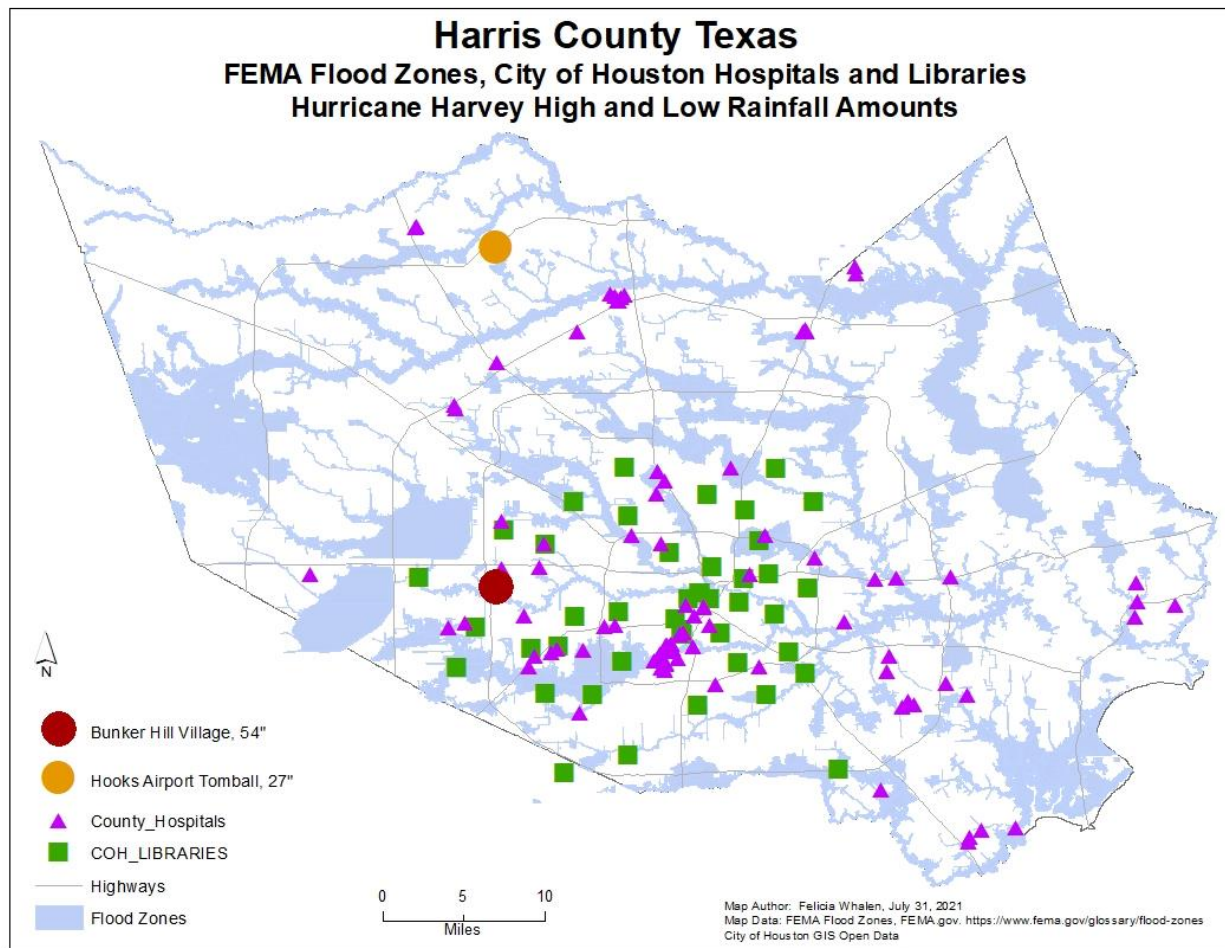 Harris County Texas
FEMA Flood Zones, City of Houston Hospitals and Libraries
Hurricane Harvey High and Low Rainfall Amounts
N
Bunker Hill Village, 54"
Hooks Airport Tomball, 27"
County_Hospitals
COH_LIBRARIES
Highways
Flood Zones
0 5 10
Miles
Map Author: Felicia Whalen, July 31, 2021
Map Data: FEMA Flood Zones, FEMA.gov. https://www.fema.gov/glossary/flood-zones
City of Houston GIS Open Data